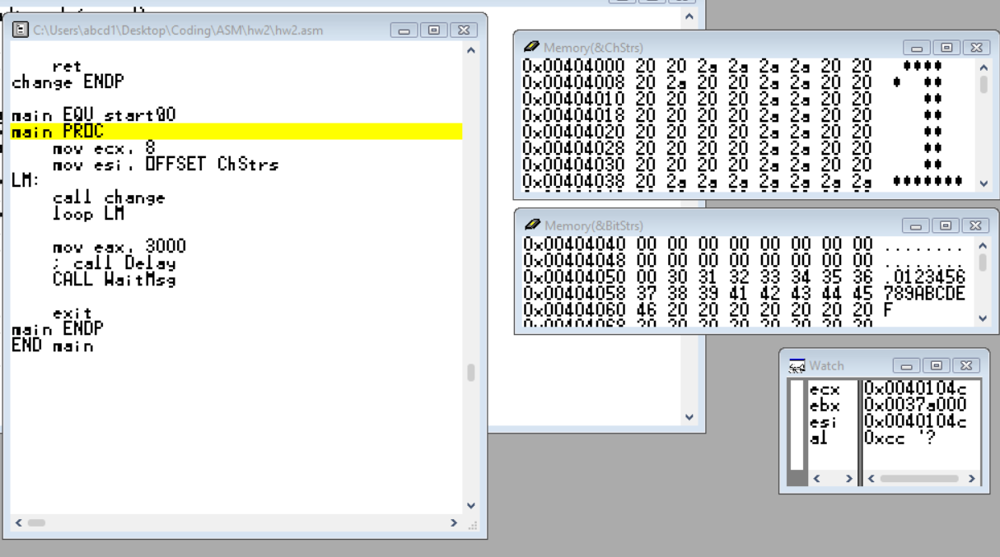 C:\Users\abcd1\Desktop\Coding\ASM\hw2\hw2.asm
ret
change ENDP
main EQU start@0
main PROC
mov ecx, 8
mov esi, OFFSET ChStrs
LM:
call change
loop LM
mov eax, 3000
; call Delay
CALL WaitMsg
exit
main ENDP
END main
Memory(&ChStrs)
0x00404000 20 20 2a 2a 2a 2a 20 20 ****
0x00404008 20 2a 20 20 2a 2a 20 20 * **
0x00404010 20 20 20 20 2a 2a 20 20 **
0x00404018 20 20 20 20 2a 2a 20 20 **
0x00404020 20 20 20 20 2a 2a 20 20 **
0x00404028 20 20 20 20 2a 2a 20 20 **
0x00404030 20 20 20 20 2a 2a 20 20 **
0x00404038 20 2a 2a 2a 2a 2a 2a 2a *******
Memory(&BitStrs)
0x00404040 00 00 00 00 00 00 00 00 ........
0x00404048 00 00 00 00 00 00 00 00 ........
0x00404050 00 30 31 32 33 34 35 36 .0123456
0x00404058 37 38 39 41 42 43 44 45 789ABCDE
0x00404060 46 20 20 20 20 20 20 20 F
0x00404068 20 20 20 20 20 20 20 20
Watch
ecx 0x0040104c
ebx 0x0037a000
esi 0x0040104c
al 0xcc '?